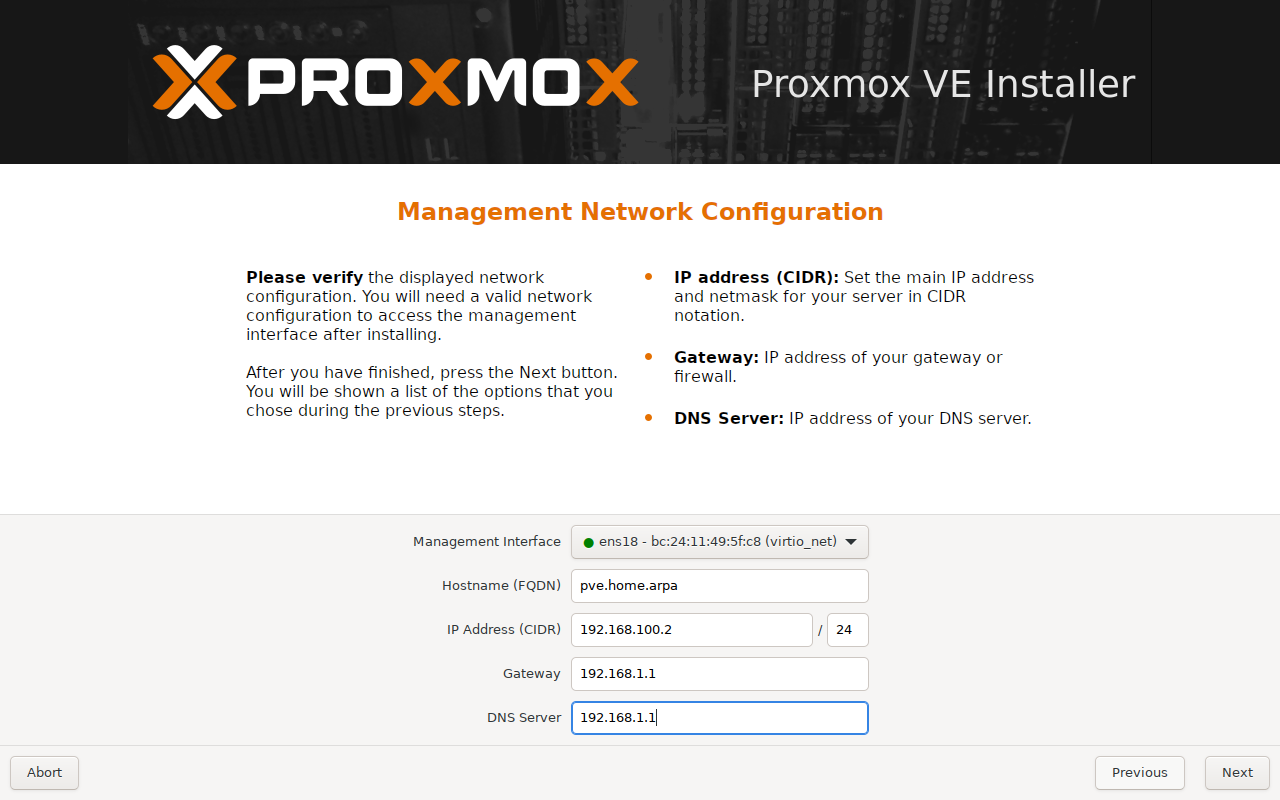 PROXMOX
Proxmox VE Installer
Management Network Configuration
Please verify the displayed network
configuration. You will need a valid network
configuration to access the management
interface after installing.
After you have finished, press the Next button.
You will be shown a list of the options that you
chose during the previous steps.
IP address (CIDR): Set the main IP address
and netmask for your server in CIDR
notation.
Gateway: IP address of your gateway or
firewall.
DNS Server: IP address of your DNS server.
Management Interface ens18 - bc:24:11:49:5f:c8 (virtio_net)
Hostname (FQDN) pve.home.arpa
IP Address (CIDR) 192.168.100.2 / 24
Gateway 192.168.1.1
DNS Server 192.168.1.1
Abort Previous Next